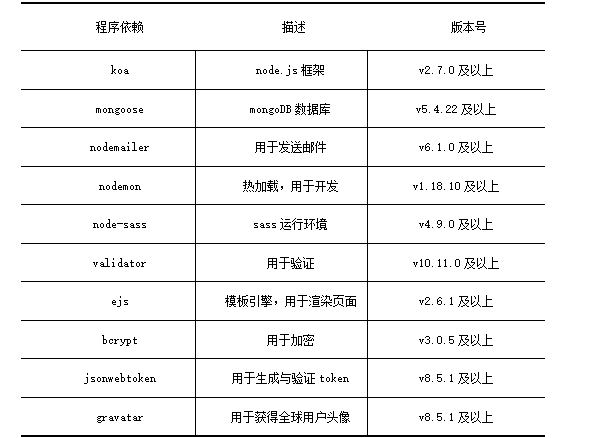 程序依赖 描述 版本号
koa node.js 框架 v2.7.0 及以上
mongoose mongoDB 数据库 v5.4.22 及以上
nodemailer 用于发送邮件 v6.1.0 及以上
nodemon 热加载，用于开发 v1.18.10 及以上
node-sass sass 运行环境 v4.9.0 及以上
validator 用于验证 v10.11.0 及以上
ejs 模板引擎，用于渲染页面 v2.6.1 及以上
bcrypt 用于加密 v3.0.5 及以上
jsonwebtoken 用于生成与验证 token v8.5.1 及以上
gravatar 用于获得全球用户头像 v8.5.1 及以上